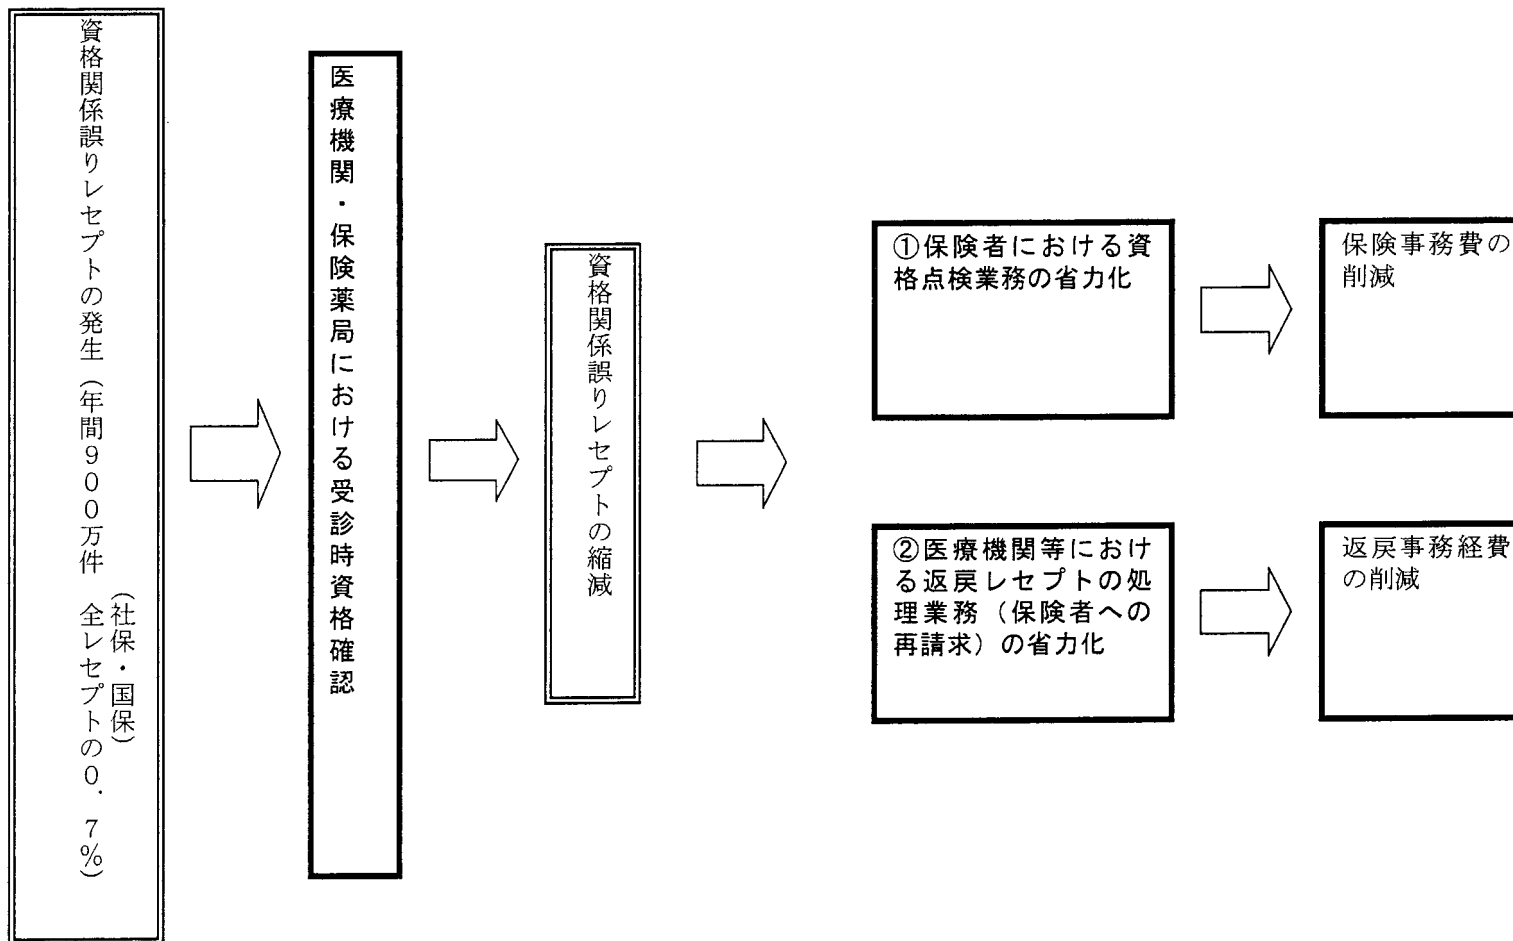 資格関係誤りレセプトの発生（年間９００万件　全レセプトの０．７％）
（社保・国保）
医療機関・保険薬局における受診時資格確認
資格関係誤りレセプトの縮減
①保険者における資
格点検業務の省力化
保険事務費の
削減
②医療機関等におけ
る返戻レセプトの処
理業務（保険者への
再請求）の省力化
返戻事務経費
の削減